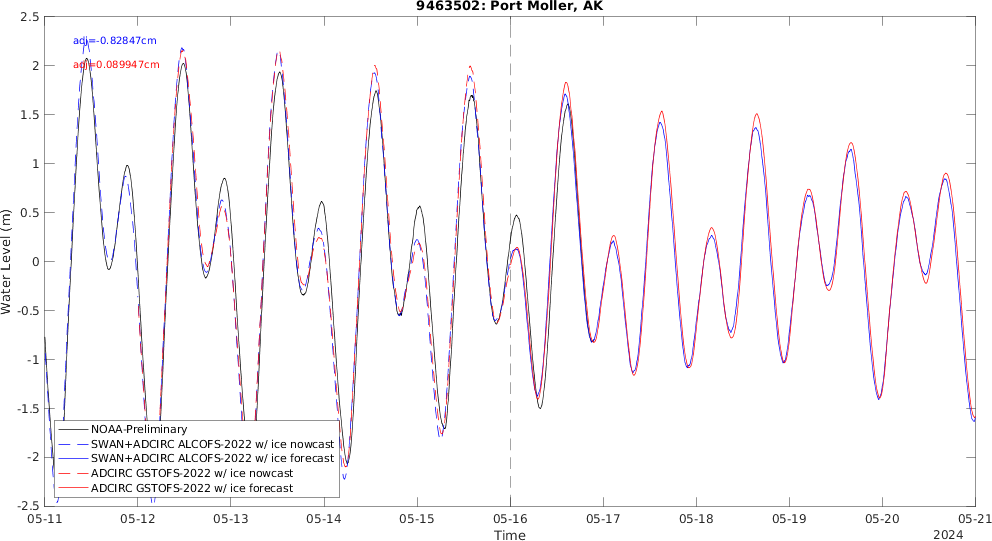 9463502: Port Moller, AK
2.5
2
1.5
1
0.5
0
-0.5
-1
-1.5
-2
-2.5
Water Level (m)
adj=-0.82847cm
adj=0.089947cm
NOAA-Preliminary
SWAN+ADCIRC ALCOFS-2022 w/ ice nowcast
SWAN+ADCIRC ALCOFS-2022 w/ ice forecast
ADCIRC GSTOFS-2022 w/ ice nowcast
ADCIRC GSTOFS-2022 w/ ice forecast
05-11 05-12 05-13 05-14 05-15 05-16 05-17 05-18 05-19 05-20 05-21
Time
2024